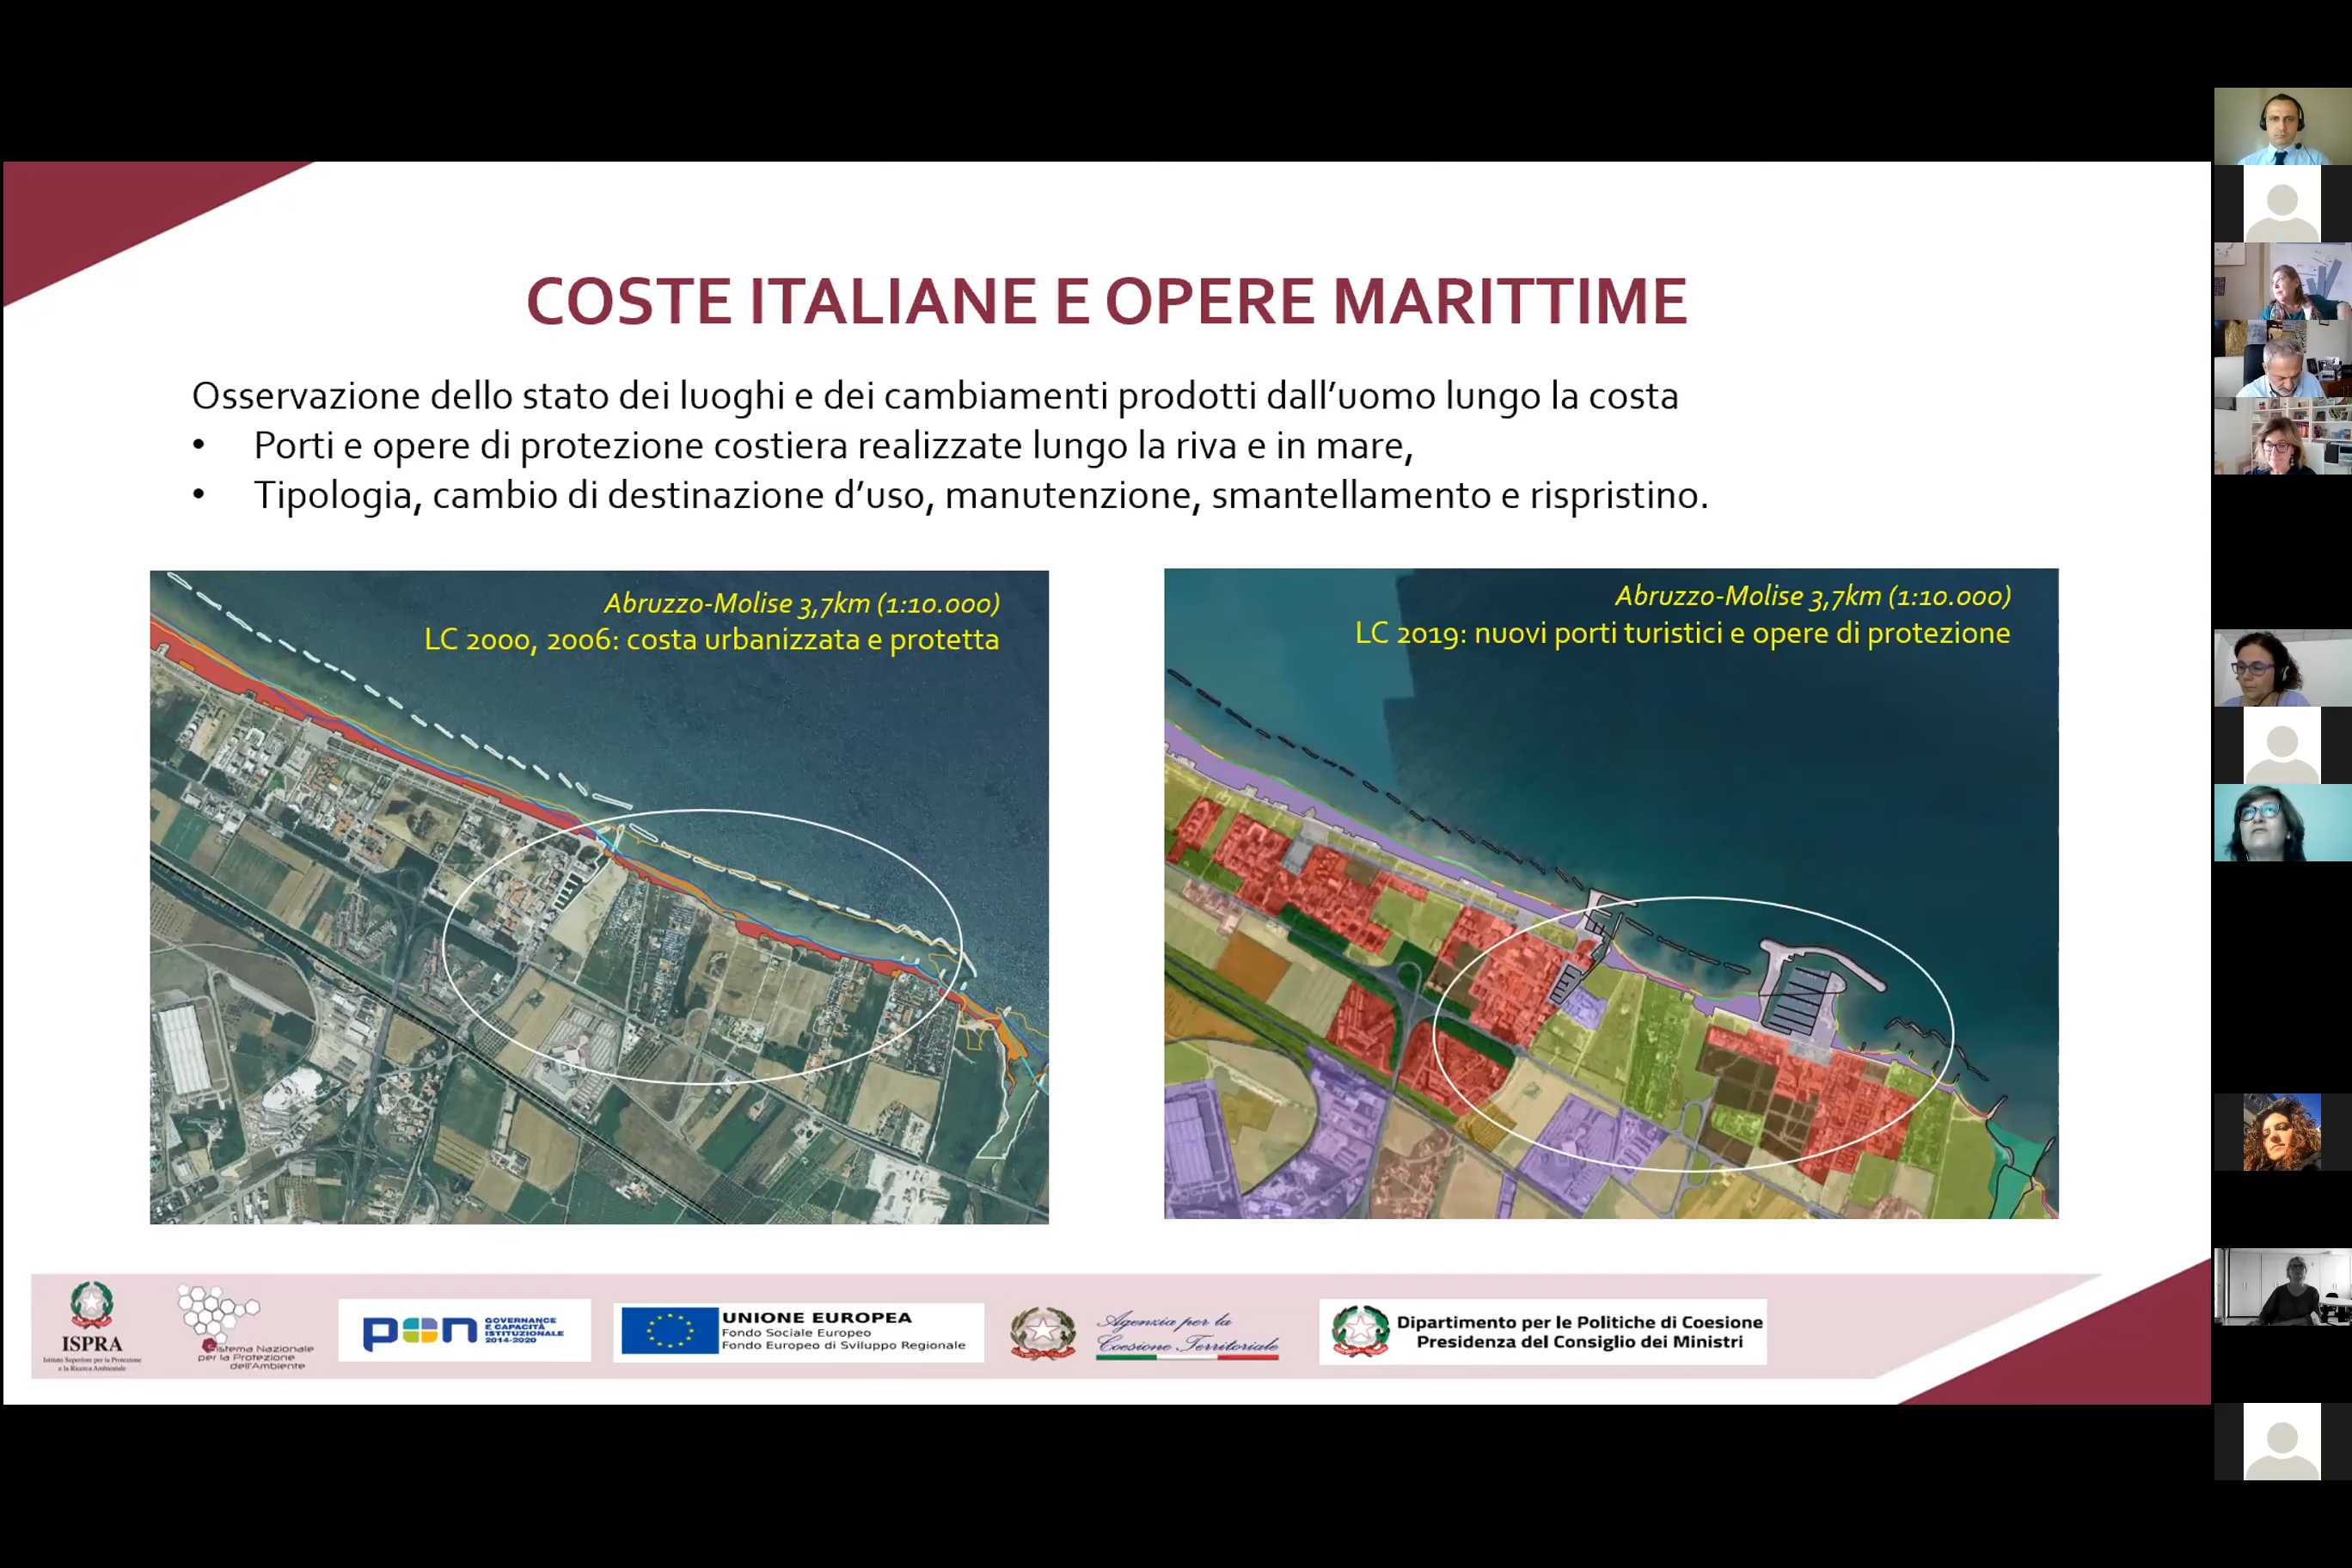 COSTE ITALIANE E OPERE MARITTIME
Osservazione dello stato dei luoghi e dei cambiamenti prodotti dall’uomo lungo la costa
• Porti e opere di protezione costiera realizzate lungo la riva e in mare,
• Tipologia, cambio di destinazione d’uso, manutenzione, smantellamento e rispristino.
Abruzzo-Molise 3,7km (1:10.000)
LC 2000, 2006: costa urbanizzata e protetta
Abruzzo-Molise 3,7km (1:10.000)
LC 2019: nuovi porti turistici e opere di protezione
ISPRA
Istituto Superiore per la Protezione
e la Ricerca Ambientale
Sistema Nazionale
per la Protezione
dell'Ambiente
pon
GOVERNANCE
E CAPACITÀ
ISTITUZIONALE
2014-2020
UNIONE EUROPEA
Fondo Sociale Europeo
Fondo Europeo di Sviluppo Regionale
Agenzia per la
Coesione Territoriale
Dipartimento per le Politiche di Coesione
Presidenza del Consiglio dei Ministri